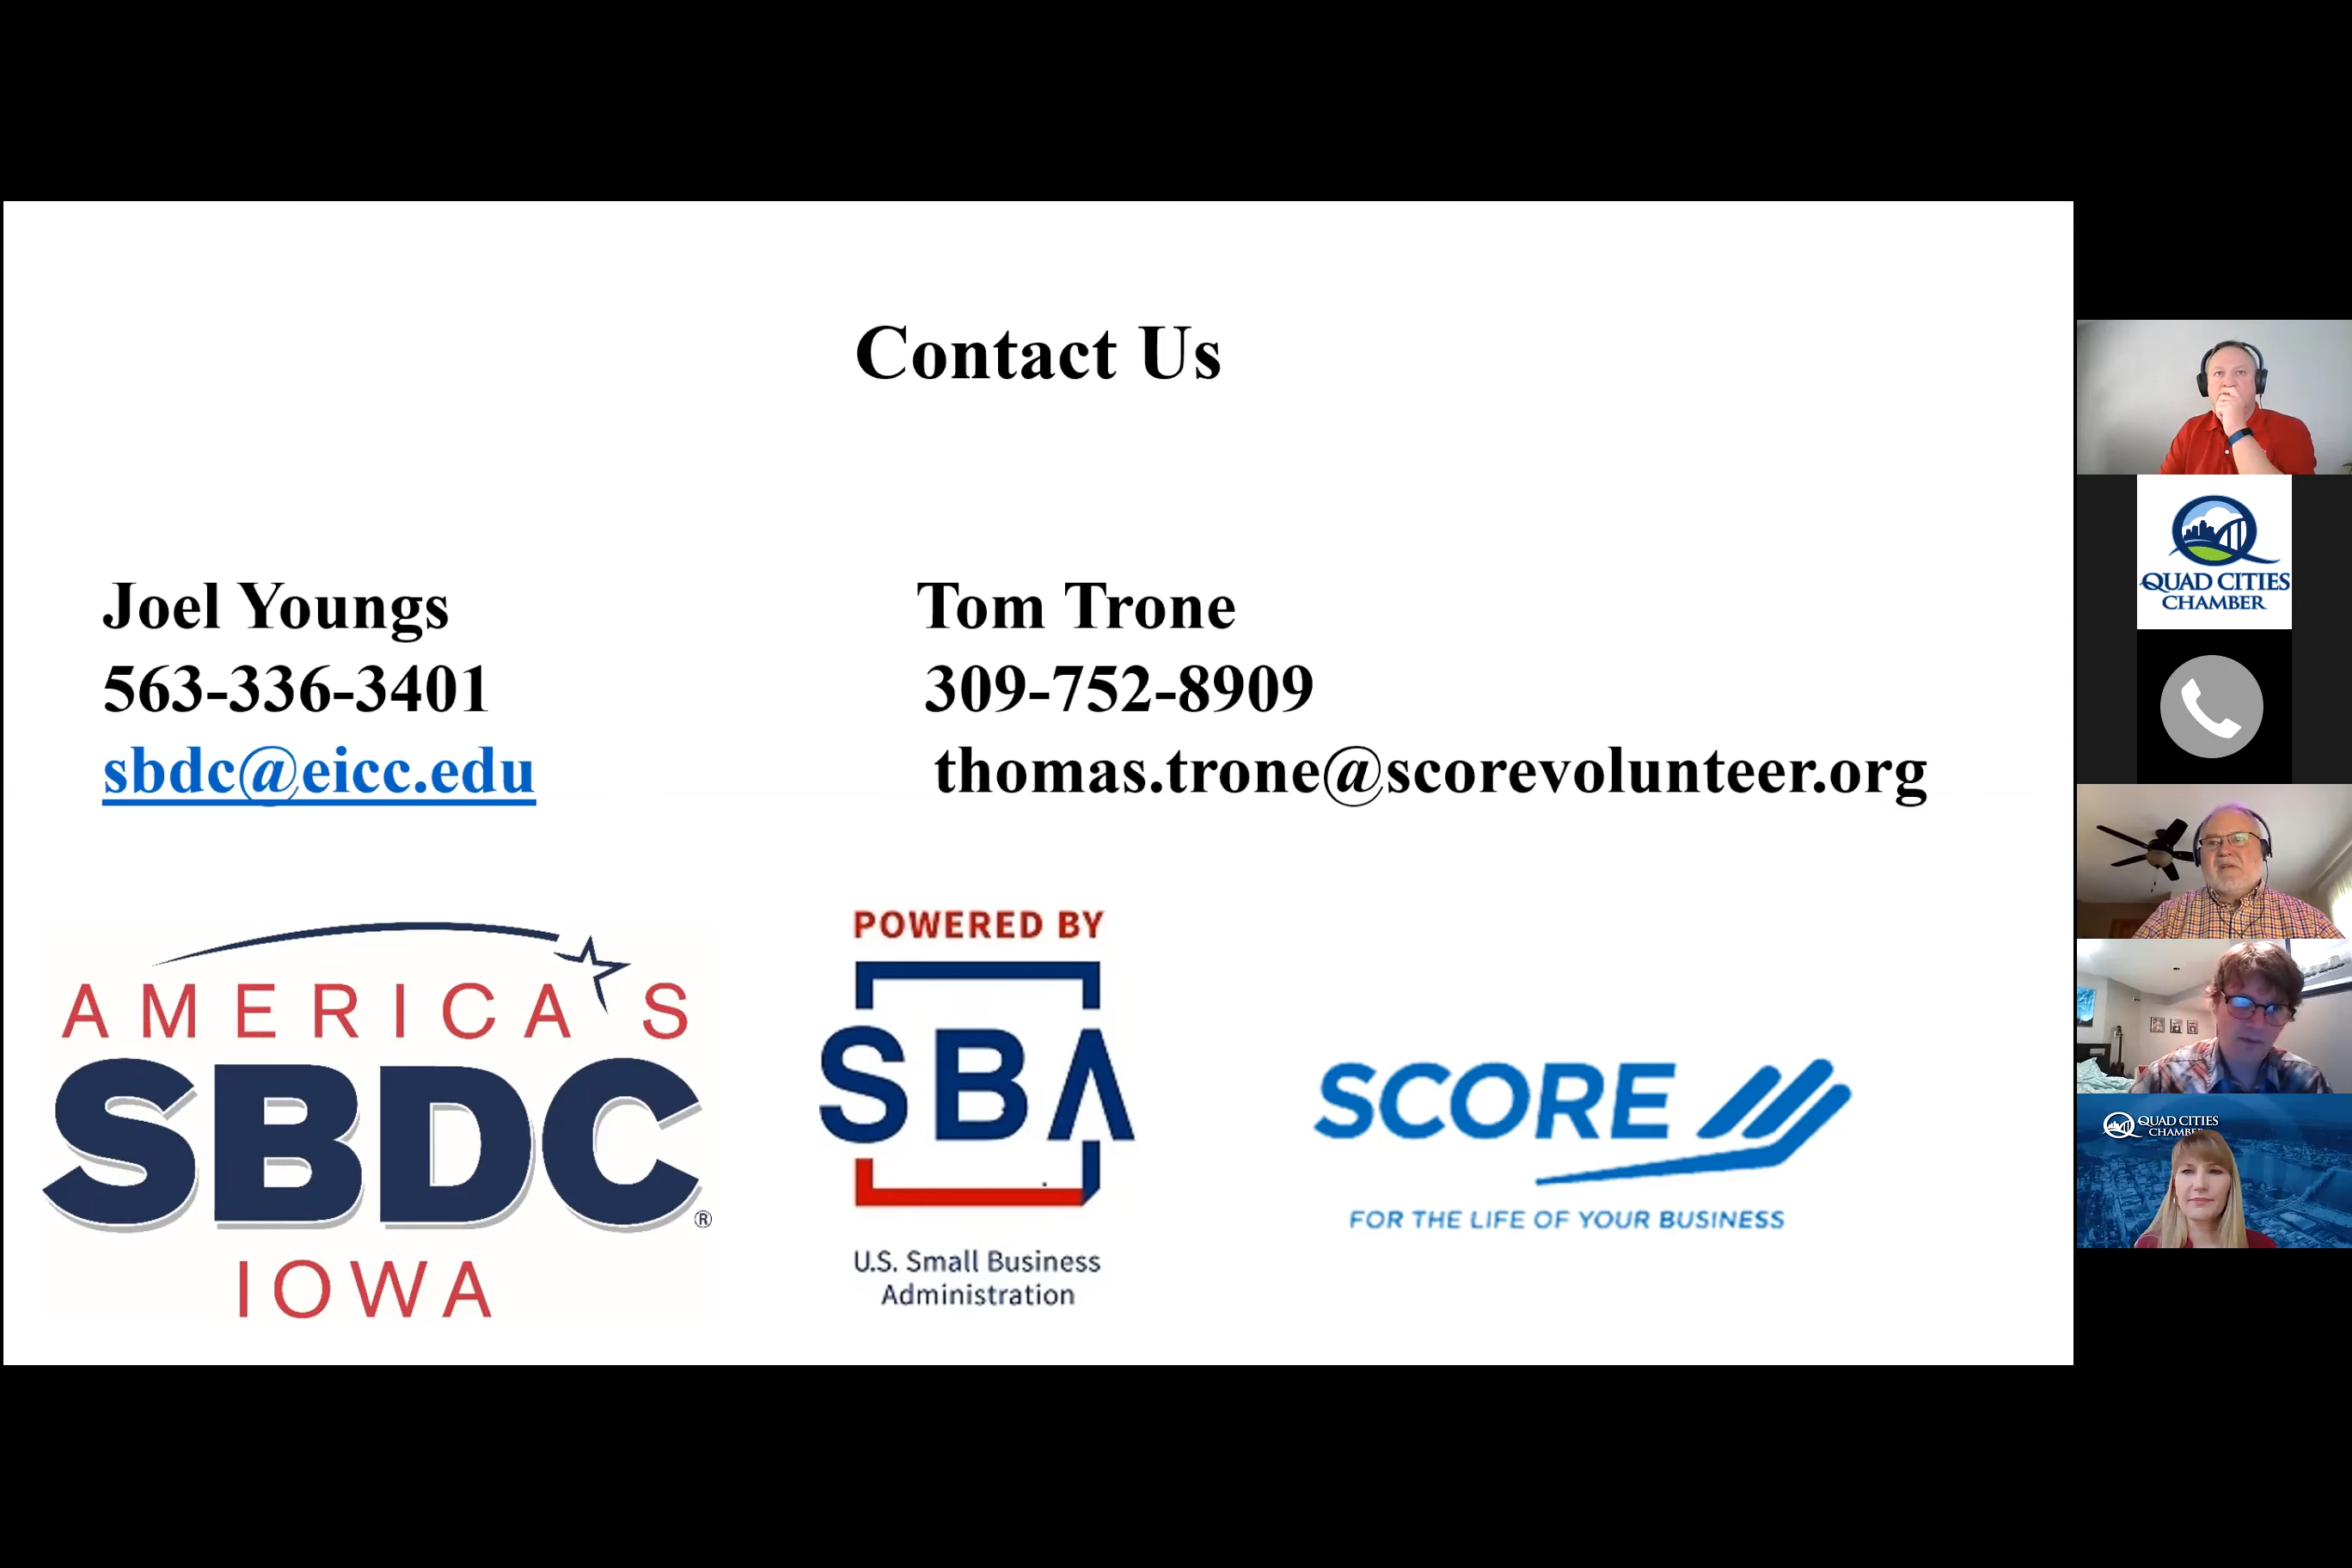 Contact Us
Joel Youngs
Tom Trone
563-336-3401
309-752-8909
sbdc@eicc.edu
thomas.trone@scorevolunteer.org
AMERICA'S
SBDC®
IOWA
POWERED BY
SBA
U.S. Small Business
Administration
SCORE
FOR THE LIFE OF YOUR BUSINESS
QUAD CITIES
CHAMBER
QUAD CITIES
CHAMBER